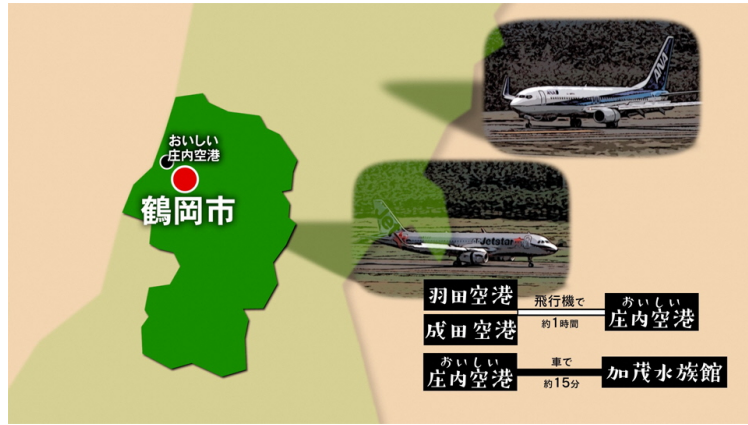 おいしい
庄内空港
鶴岡市
ANA
Jetstar
羽田空港
成田空港
飛行機で
約1時間
おいしい
庄内空港
おいしい
庄内空港
車で
約15分
加茂水族館